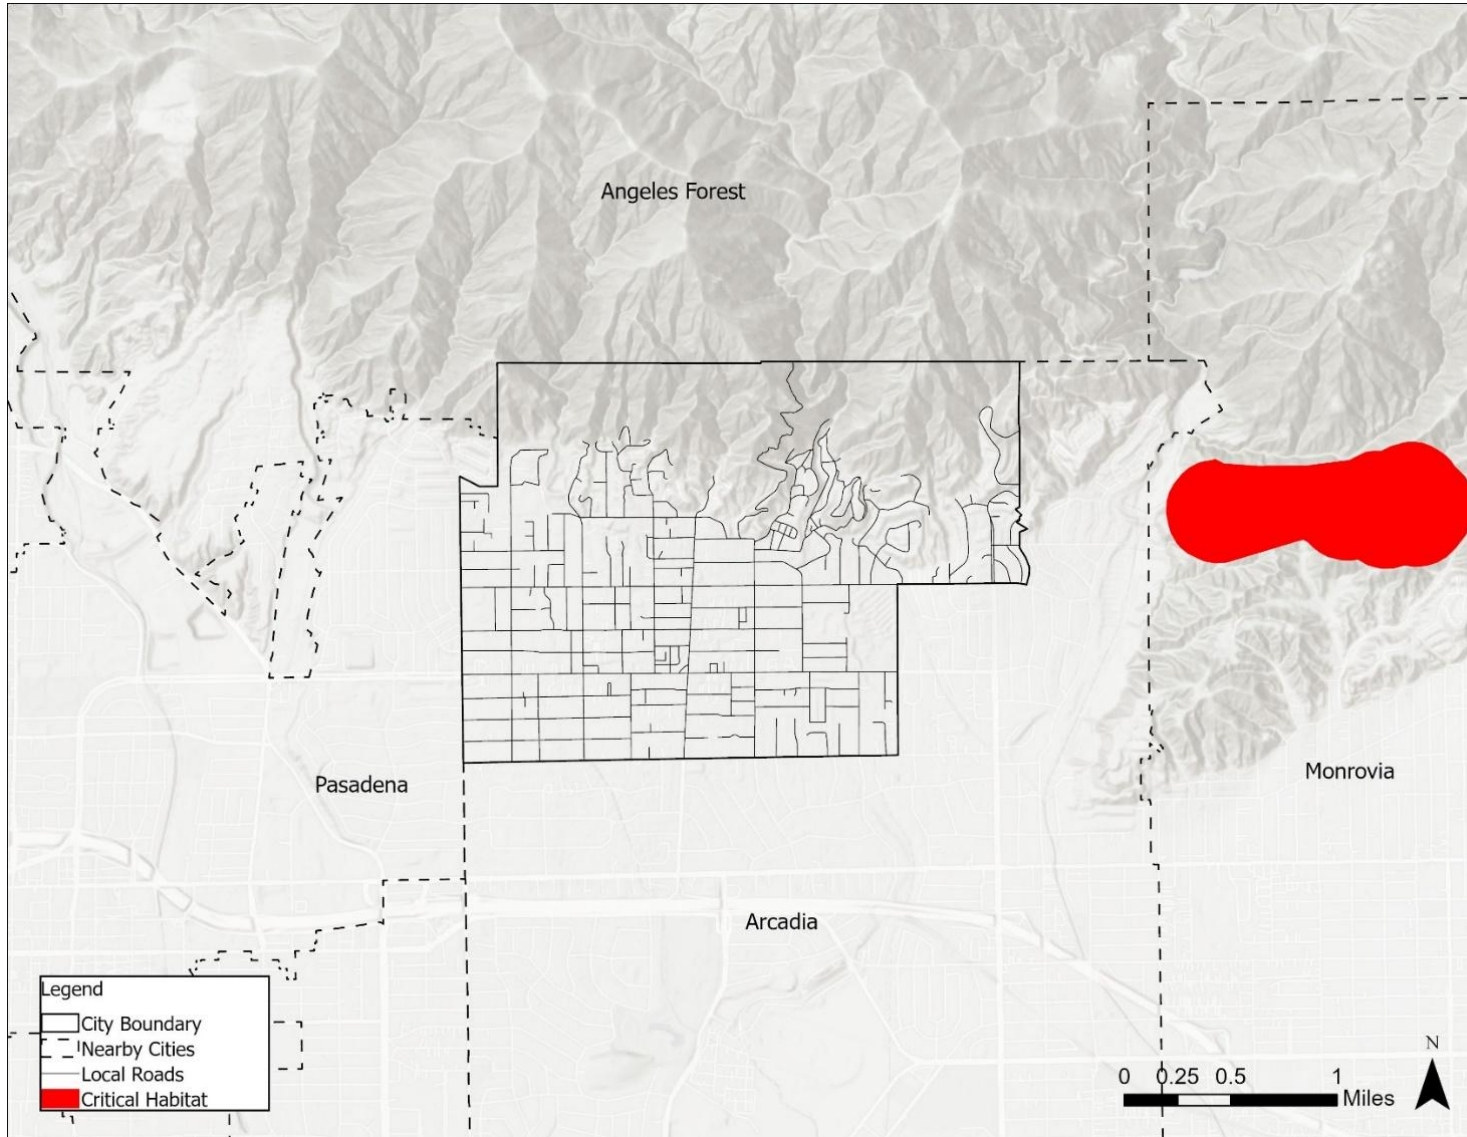 Angeles Forest
Pasadena
Monrovia
Arcadia
Legend
City Boundary
Nearby Cities
Local Roads
Critical Habitat
N
0 0.25 0.5 1
Miles